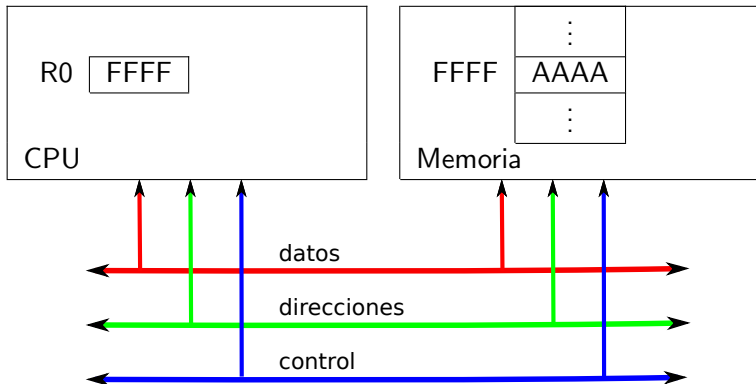 R0 FFFF
CPU
⋮
FFFF AAAA
⋮
Memoria
datos
direcciones
control